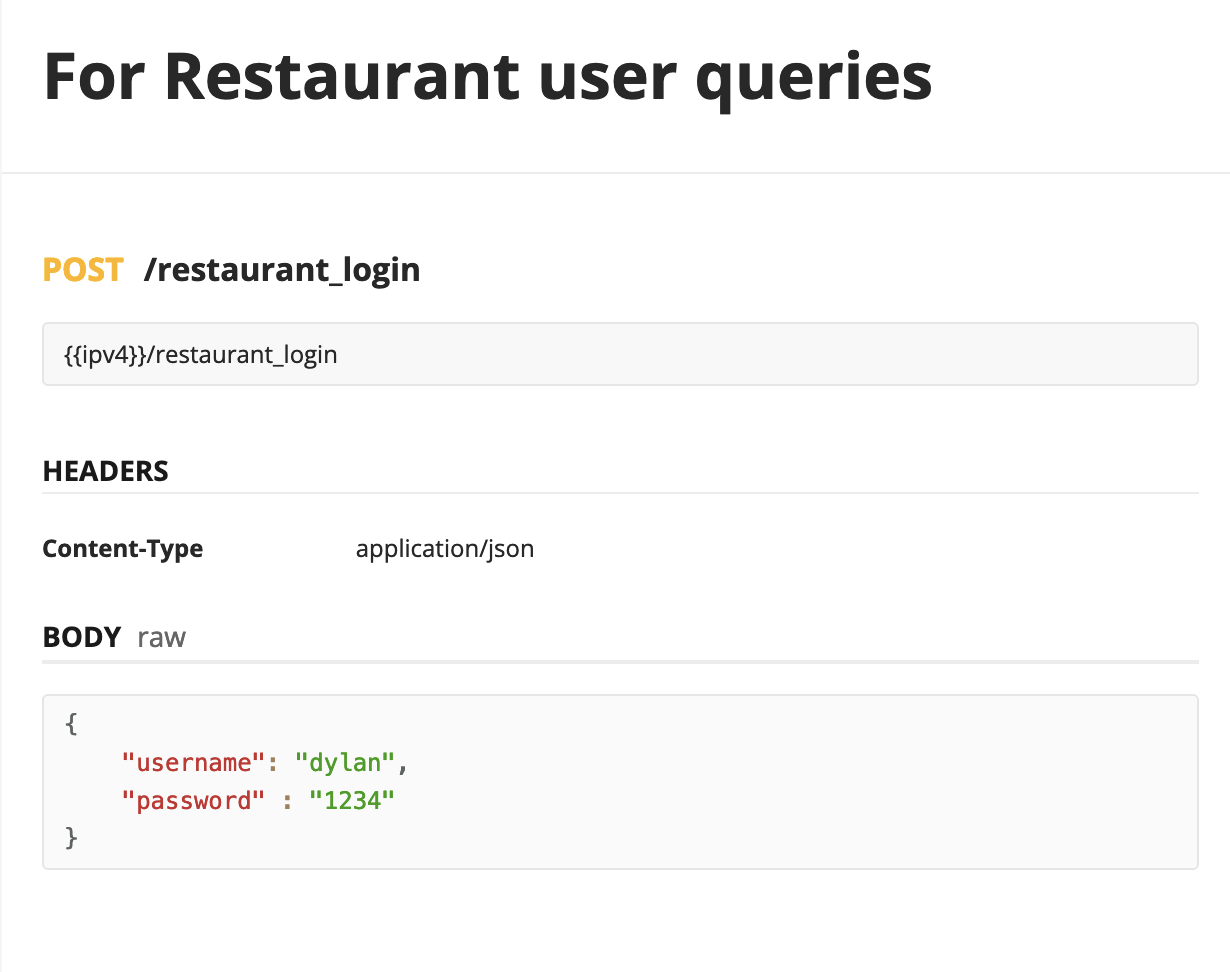 For Restaurant user queries
POST /restaurant_login
{{ipv4}}/restaurant_login
HEADERS
Content-Type application/json
BODY raw
{
    "username": "dylan",
    "password" : "1234"
}